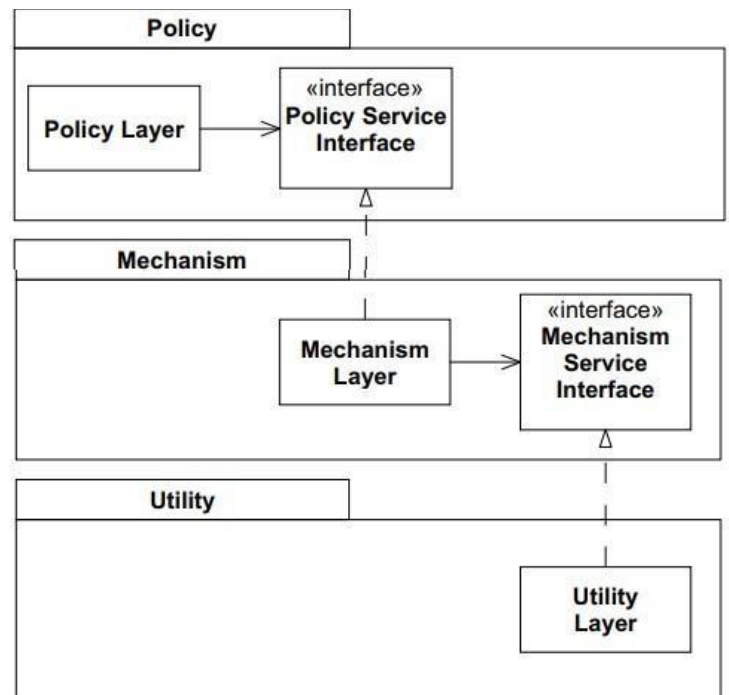 Policy
«interface»
Policy Layer
Policy Service
Interface
Mechanism
«interface»
Mechanism
Mechanism
Layer
Service
Interface
Utility
Utility
Layer